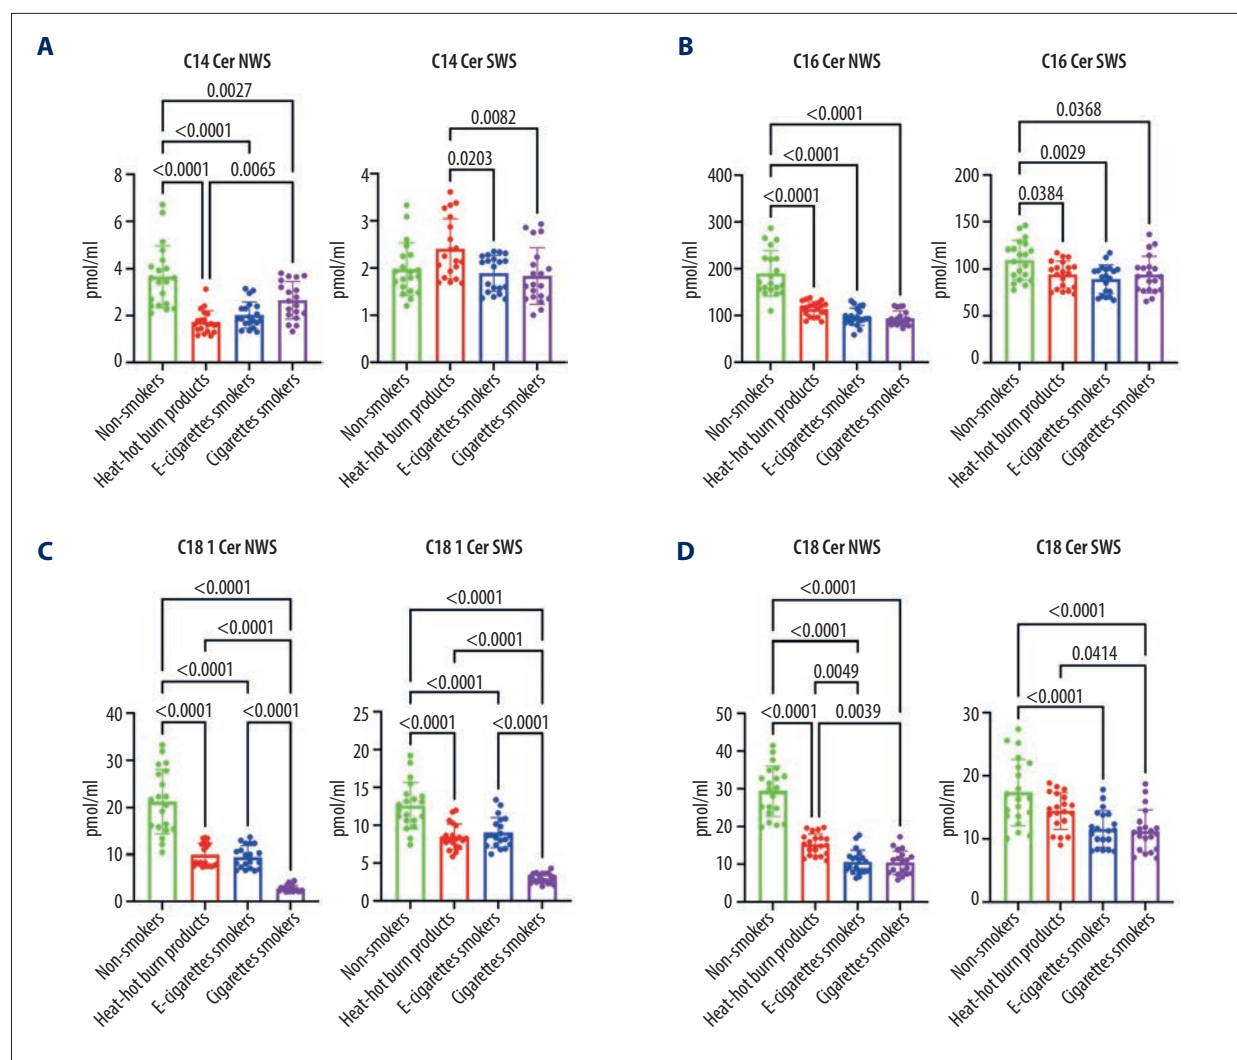 A
B
C14 Cer NWS
C14 Cer SWS
C16 Cer NWS
C16 Cer SWS
0.0027
<0.0001
<0.0001
0.0065
8
6
4
2
0
pmol/ml
Non-smokers
Heat-hot burn products
E-cigarettes smokers
Cigarettes smokers
0.0082
0.0203
4
3
2
1
0
Non-smokers
Heat-hot burn products
E-cigarettes smokers
Cigarettes smokers
<0.0001
<0.0001
<0.0001
400
300
200
100
0
pmol/ml
Non-smokers
Heat-hot burn products
E-cigarettes smokers
Cigarettes smokers
0.0368
0.0029
0.0384
200
150
100
50
0
Non-smokers
Heat-hot burn products
E-cigarettes smokers
Cigarettes smokers
C
D
C18 1 Cer NWS
C18 1 Cer SWS
C18 Cer NWS
C18 Cer SWS
<0.0001
<0.0001
<0.0001
<0.0001
<0.0001
40
30
20
10
0
pmol/ml
Non-smokers
Heat-hot burn products
E-cigarettes smokers
Cigarettes smokers
<0.0001
<0.0001
<0.0001
<0.0001
<0.0001
25
20
15
10
5
0
Non-smokers
Heat-hot burn products
E-cigarettes smokers
Cigarettes smokers
<0.0001
<0.0001
0.0049
<0.0001
0.0039
50
40
30
20
10
0
pmol/ml
Non-smokers
Heat-hot burn products
E-cigarettes smokers
Cigarettes smokers
<0.0001
0.0414
<0.0001
30
20
10
0
Non-smokers
Heat-hot burn products
E-cigarettes smokers
Cigarettes smokers